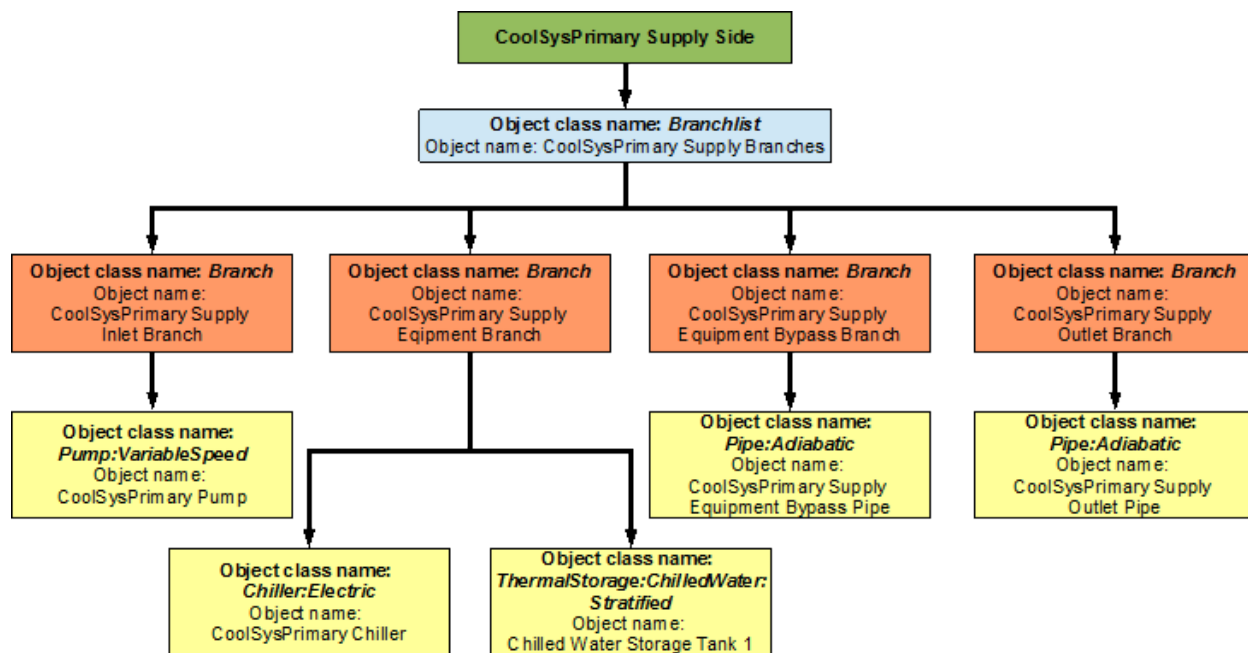 CoolSysPrimary Supply Side
Object class name: Branchlist
Object name: CoolSysPrimary Supply Branches
Object class name: Branch
Object name:
CoolSysPrimary Supply
Inlet Branch
Object class name: Branch
Object name:
CoolSysPrimary Supply
Eqipment Branch
Object class name: Branch
Object name:
CoolSysPrimary Supply
Equipment Bypass Branch
Object class name: Branch
Object name:
CoolSysPrimary Supply
Outlet Branch
Object class name:
Pump:VariableSpeed
Object name:
CoolSysPrimary Pump
Object class name:
Pipe:Adiabatic
Object name:
CoolSysPrimary Supply
Equipment Bypass Pipe
Object class name:
Pipe:Adiabatic
Object name:
CoolSysPrimary Supply
Outlet Pipe
Object class name:
Chiller:Electric
Object name:
CoolSysPrimary Chiller
Object class name:
ThermalStorage:ChilledWater:
Stratified
Object name:
Chilled Water Storage Tank 1